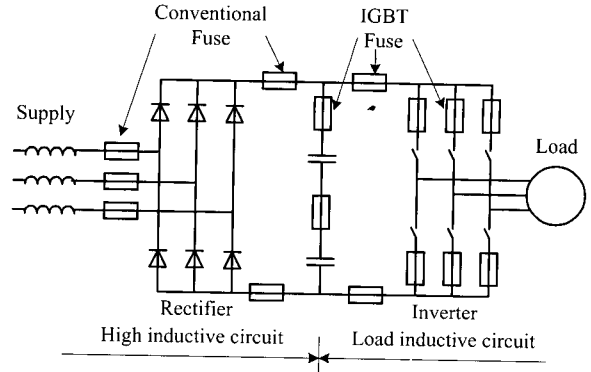 Conventional
Fuse
IGBT
Fuse
Supply
Load
Rectifier
Inverter
High inductive circuit
Load inductive circuit